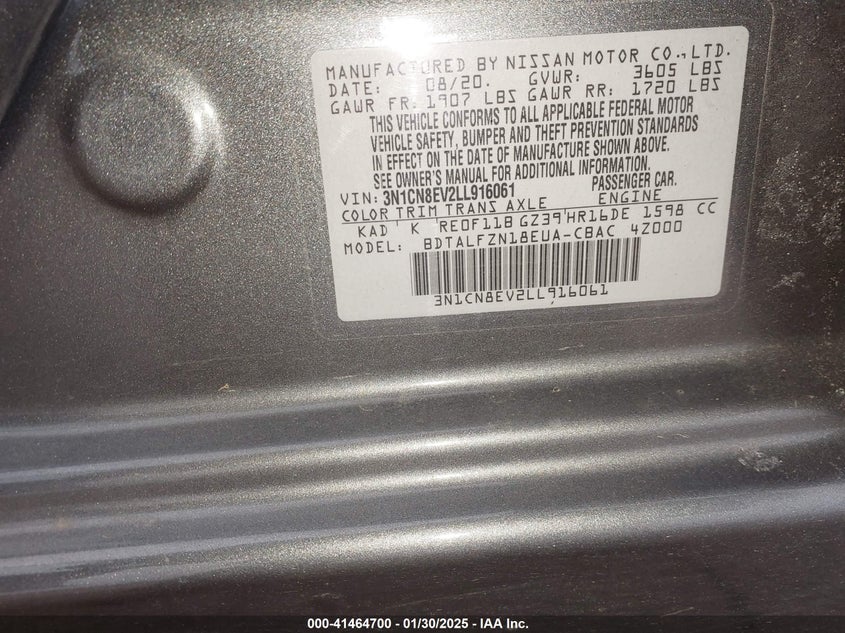 MANUFACTURED BY NISSAN MOTOR CO.,LTD.
DATE: 08/20. GVWR: 3605 LBS
GAWR FR: 1907 LBS GAWR RR: 1720 LBS
THIS VEHICLE CONFORMS TO ALL APPLICABLE FEDERAL MOTOR
VEHICLE SAFETY, BUMPER AND THEFT PREVENTION STANDARDS
IN EFFECT ON THE DATE OF MANUFACTURE SHOWN ABOVE.
SEE OWNER'S MANUAL FOR ADDITIONAL INFORMATION.
VIN: 3N1CN8EV2LL916061 PASSENGER CAR.
COLOR TRIM TRANS AXLE ENGINE
KAD K RE0F11B GZ39 HR16DE 1598 CC
MODEL: BDTALFZN18EUA-CBAC 4Z000
3N1CN8EV2LL916061
000-41464700 - 01/30/2025 - IAA Inc.